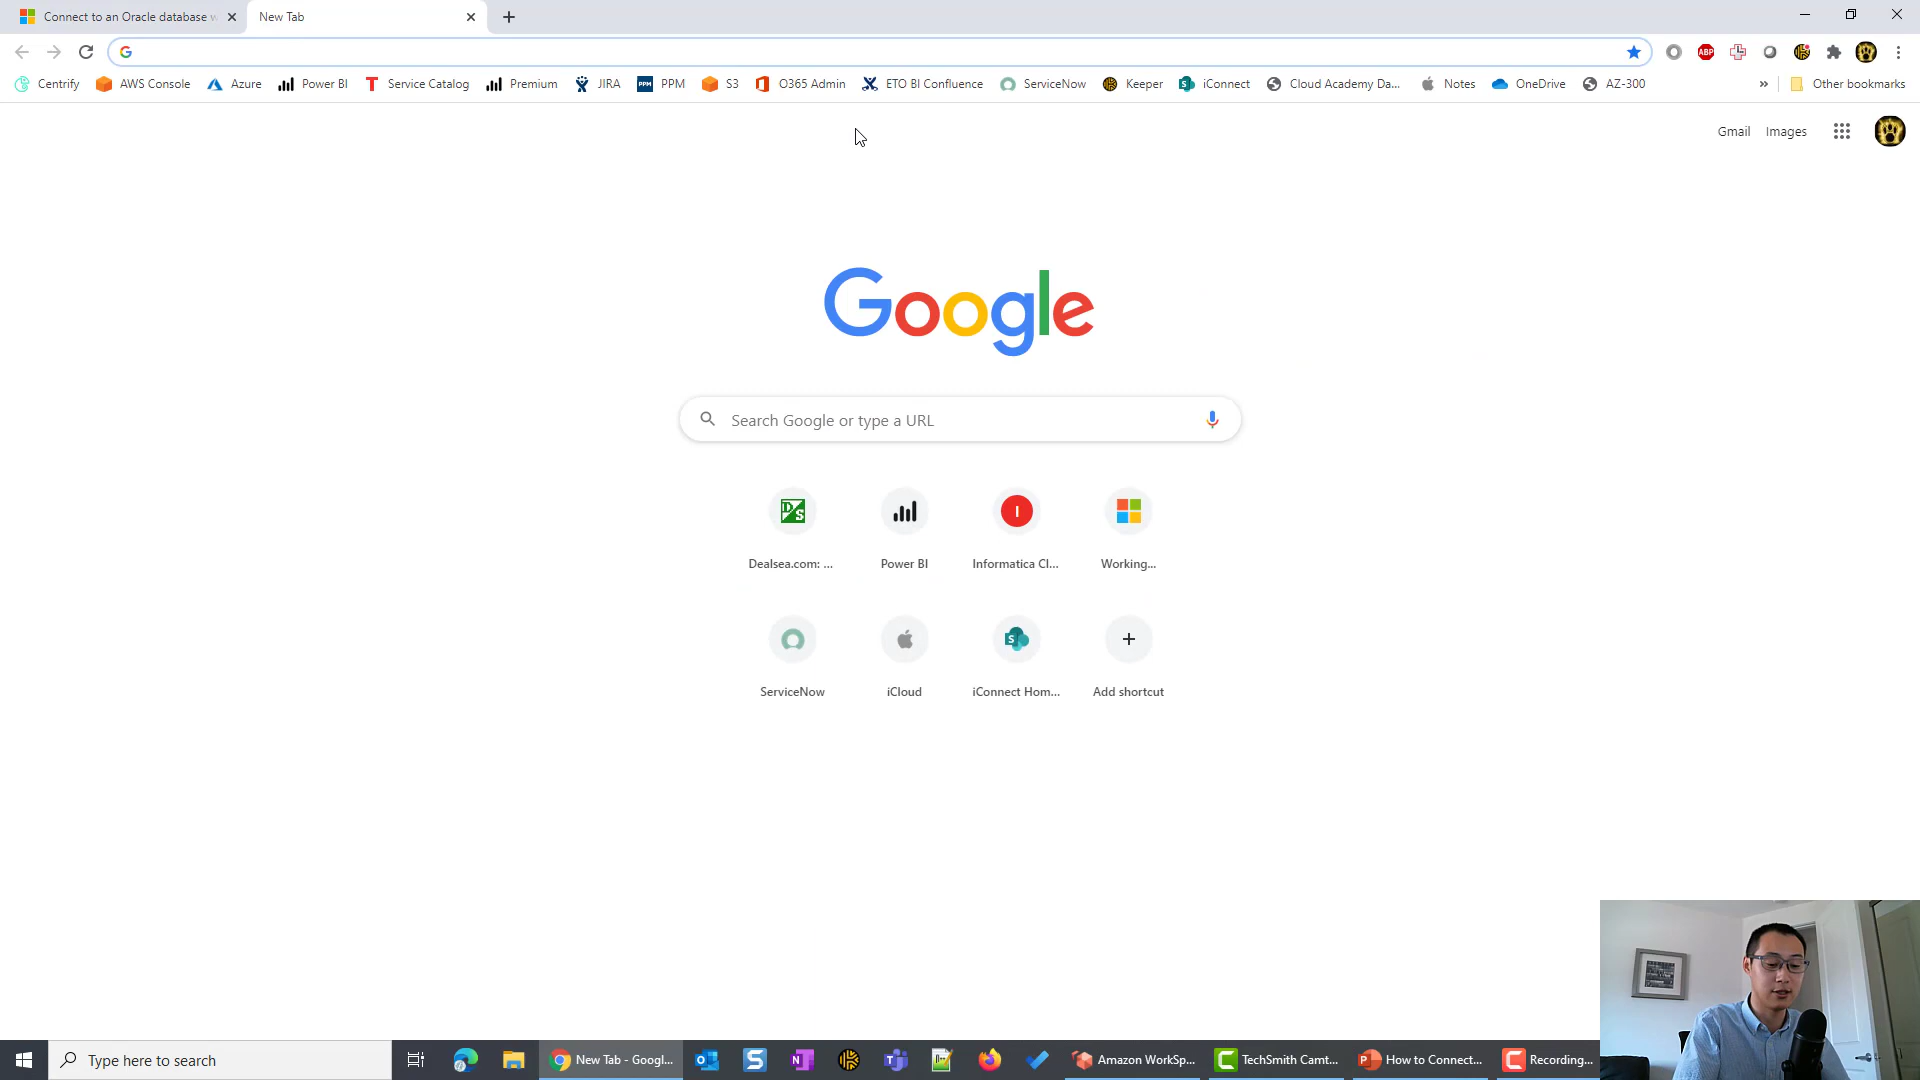 Connect to an Oracle database w
New Tab
Centrify
AWS Console
Azure
Power BI
Service Catalog
Premium
JIRA
PPM
PPM
S3
O365 Admin
ETO BI Confluence
ServiceNow
Keeper
iConnect
Cloud Academy Da...
Notes
OneDrive
AZ-300
»
Other bookmarks
ABP
Gmail
Images
Google
Search Google or type a URL
Dealsea.com: ...
Power BI
Informatica Cl...
Working...
ServiceNow
iCloud
iConnect Hom...
Add shortcut
Type here to search
New Tab - Googl...
Amazon WorkSp...
TechSmith Camt...
How to Connect...
Recording...